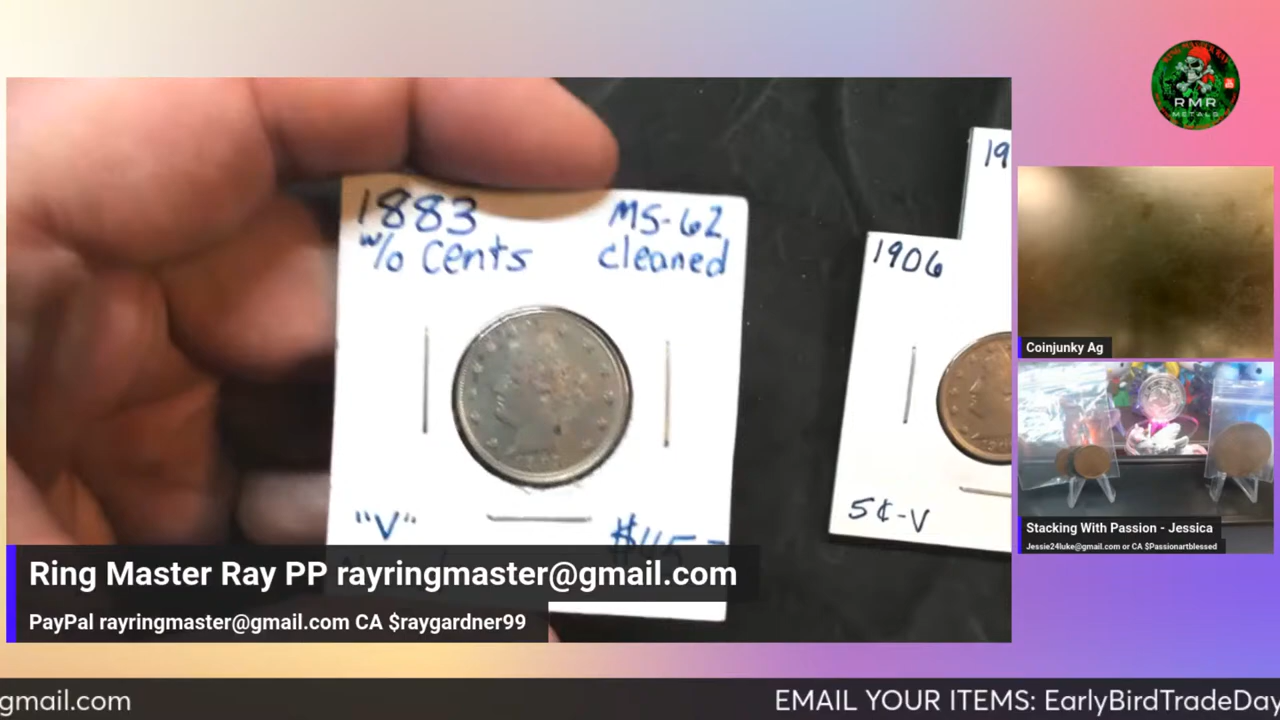 1883
w/o Cents
MS-62
cleaned
"V"
1906
5¢-V
RMR
METALS
Coinjunky Ag
Stacking With Passion - Jessica
Jessie24luke@gmail.com or CA $Passionartblessed
Ring Master Ray PP rayringmaster@gmail.com
PayPal rayringmaster@gmail.com CA $raygardner99
gmail.com
EMAIL YOUR ITEMS: EarlyBirdTradeDay